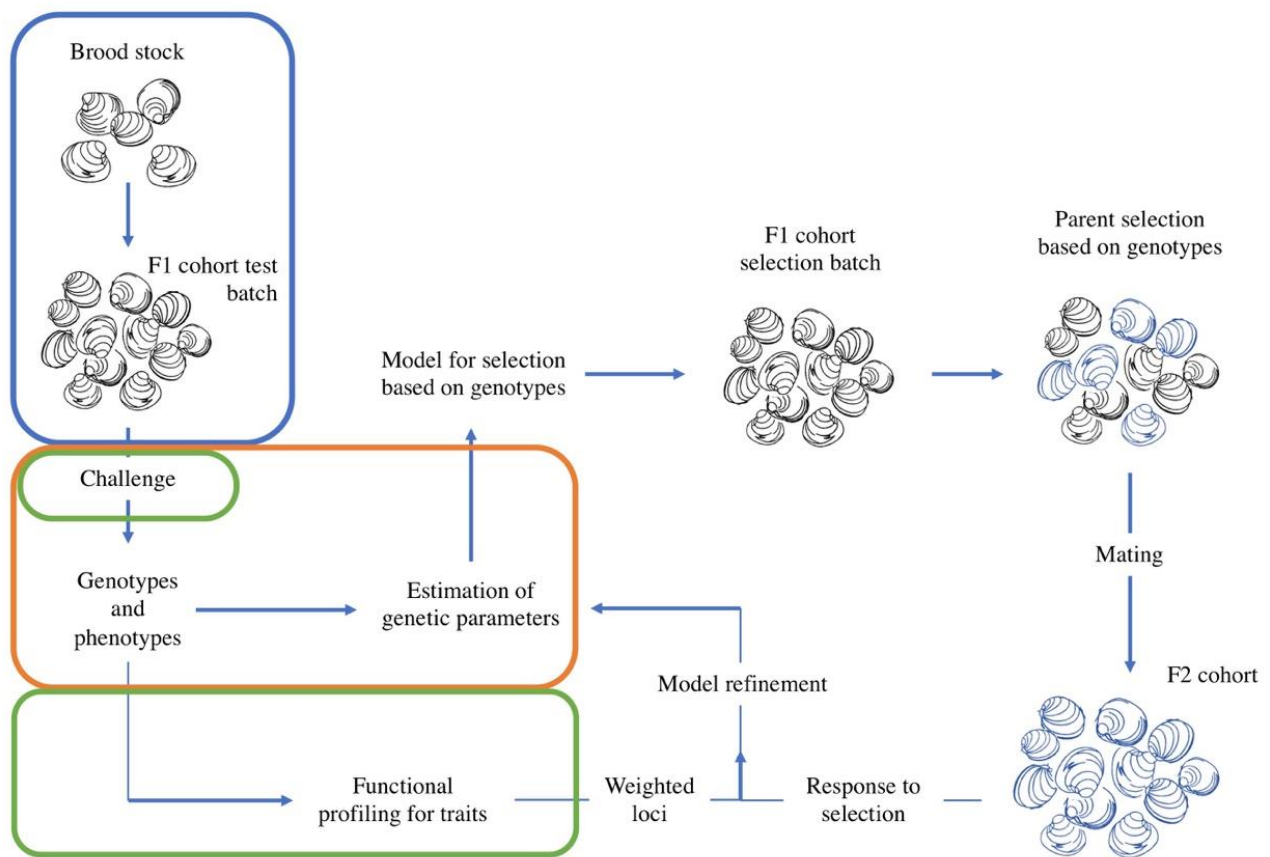 Brood stock
F1 cohort test
batch
Challenge
Genotypes
and
phenotypes
Estimation of
genetic parameters
Model for selection
based on genotypes
F1 cohort
selection batch
Parent selection
based on genotypes
Mating
F2 cohort
Model refinement
Functional
profiling for traits
Weighted
loci
Response to
selection